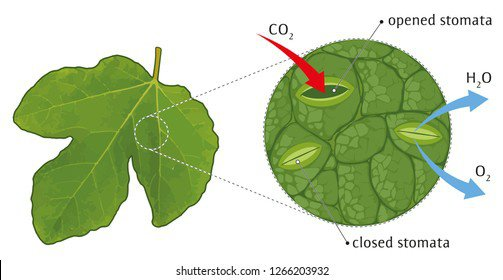 opened stomata
CO₂
H₂O
O₂
closed stomata
shutterstock.com · 1266203932